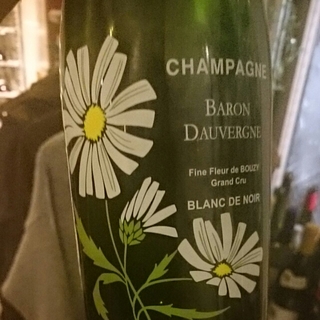 CHAMPAGNE
BARON
DAUVERGNE
Fine Fleur de BOUZY
Grand Cru
BLANC DE NOIR